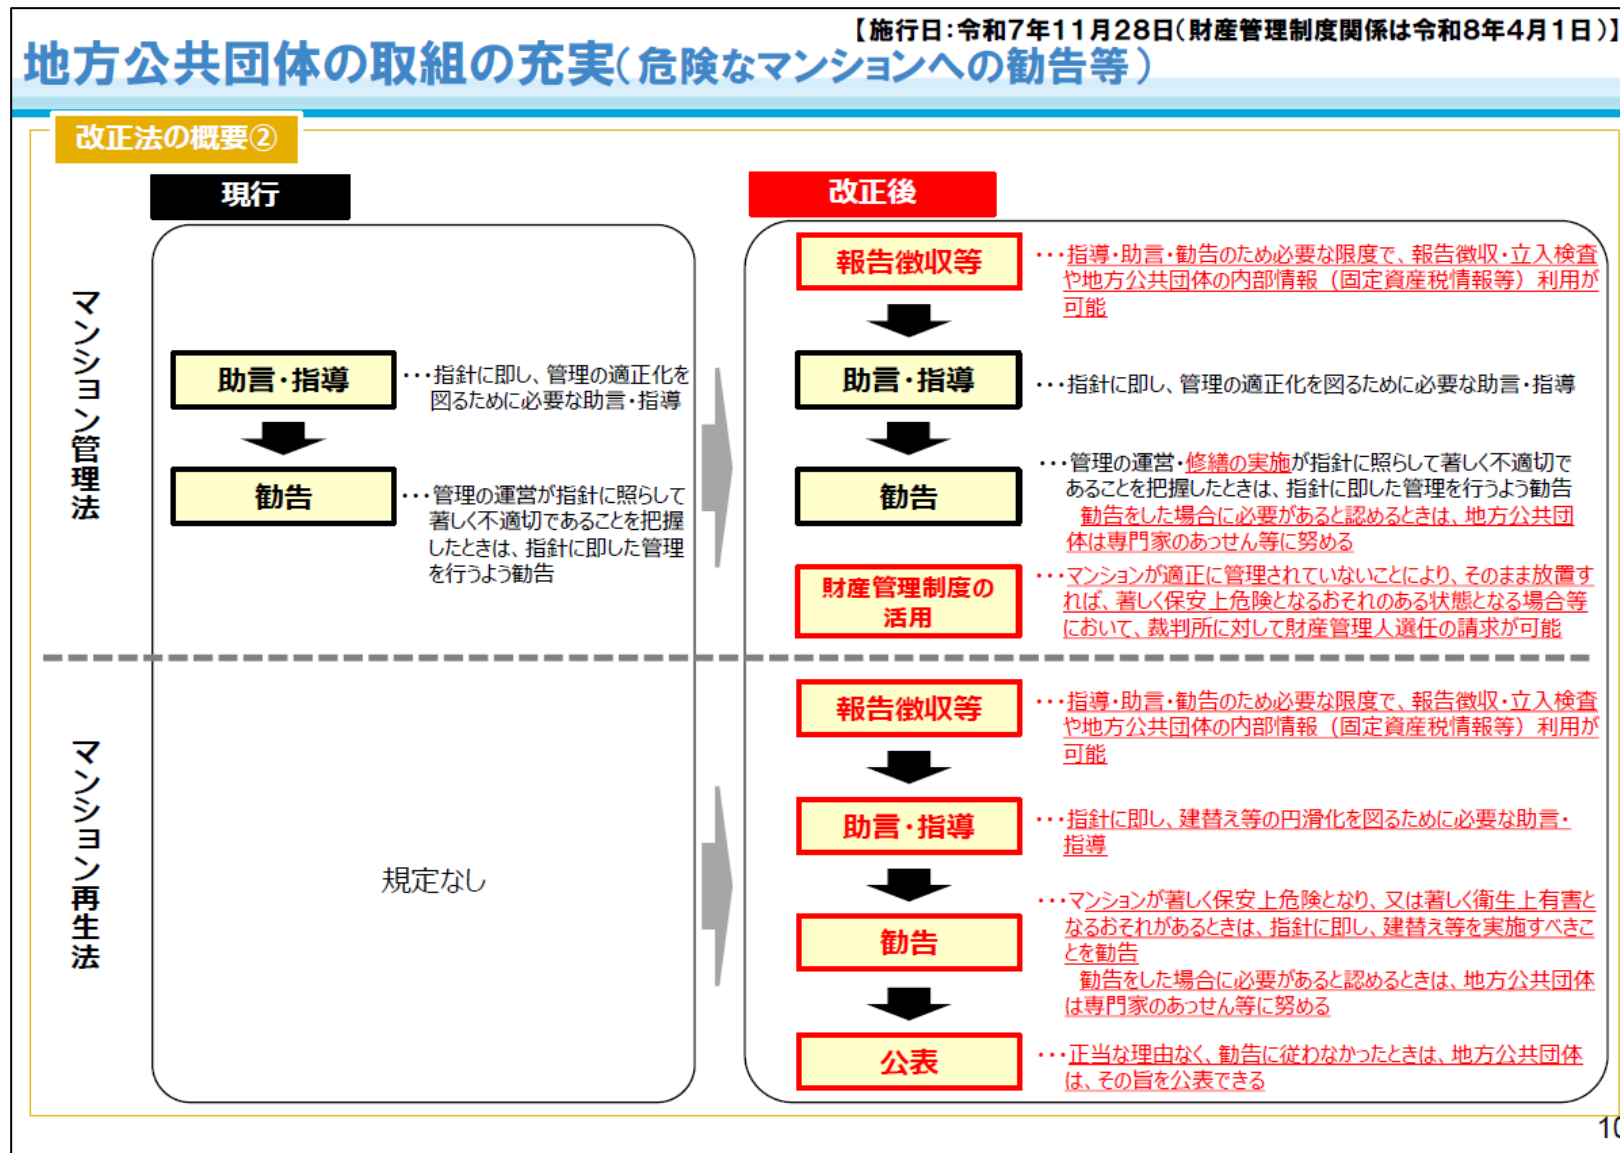 【施行日:令和7年11月28日(財産管理制度関係は令和8年4月1日)】
地方公共団体の取組の充実(危険なマンションへの勧告等)
改正法の概要②
現行
改正後
マンション管理法
助言・指導
・・・指針に即し、管理の適正化を
図るために必要な助言・指導
勧告
・・・管理の運営が指針に照らして
著しく不適切であることを把握
したときは、指針に即した管理
を行うよう勧告
報告徴収等
・・・指導・助言・勧告のため必要な限度で、報告徴収・立入検査
や地方公共団体の内部情報(固定資産税情報等)利用が
可能
助言・指導
・・・指針に即し、管理の適正化を図るために必要な助言・指導
勧告
・・・管理の運営・修繕の実施が指針に照らして著しく不適切で
あることを把握したときは、指針に即した管理を行うよう勧告
勧告をした場合に必要があると認めるときは、地方公共団
体は専門家のあっせん等に努める
財産管理制度の
活用
・・・マンションが適正に管理されていないことにより、そのまま放置す
れば、著しく保安上危険となるおそれのある状態となる場合等
において、裁判所に対して財産管理人選任の請求が可能
マンション再生法
規定なし
報告徴収等
・・・指導・助言・勧告のため必要な限度で、報告徴収・立入検査
や地方公共団体の内部情報(固定資産税情報等)利用が
可能
助言・指導
・・・指針に即し、建替え等の円滑化を図るために必要な助言・
指導
勧告
・・・マンションが著しく保安上危険となり、又は著しく衛生上有害と
なるおそれがあるときは、指針に即し、建替え等を実施すべきこ
とを勧告
勧告をした場合に必要があると認めるときは、地方公共団体
は専門家のあっせん等に努める
公表
・・・正当な理由なく、勧告に従わなかったときは、地方公共団体
は、その旨を公表できる
10